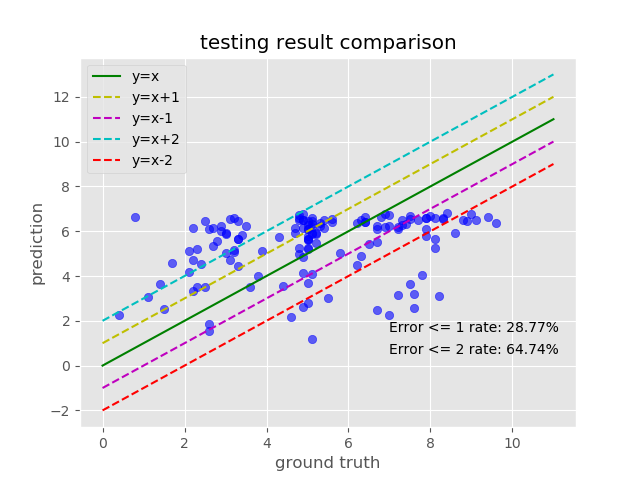 testing result comparison
y=x
y=x+1
y=x-1
y=x+2
y=x-2
12
10
8
6
4
2
0
−2
prediction
Error <= 1 rate: 28.77%
Error <= 2 rate: 64.74%
0 2 4 6 8 10
ground truth